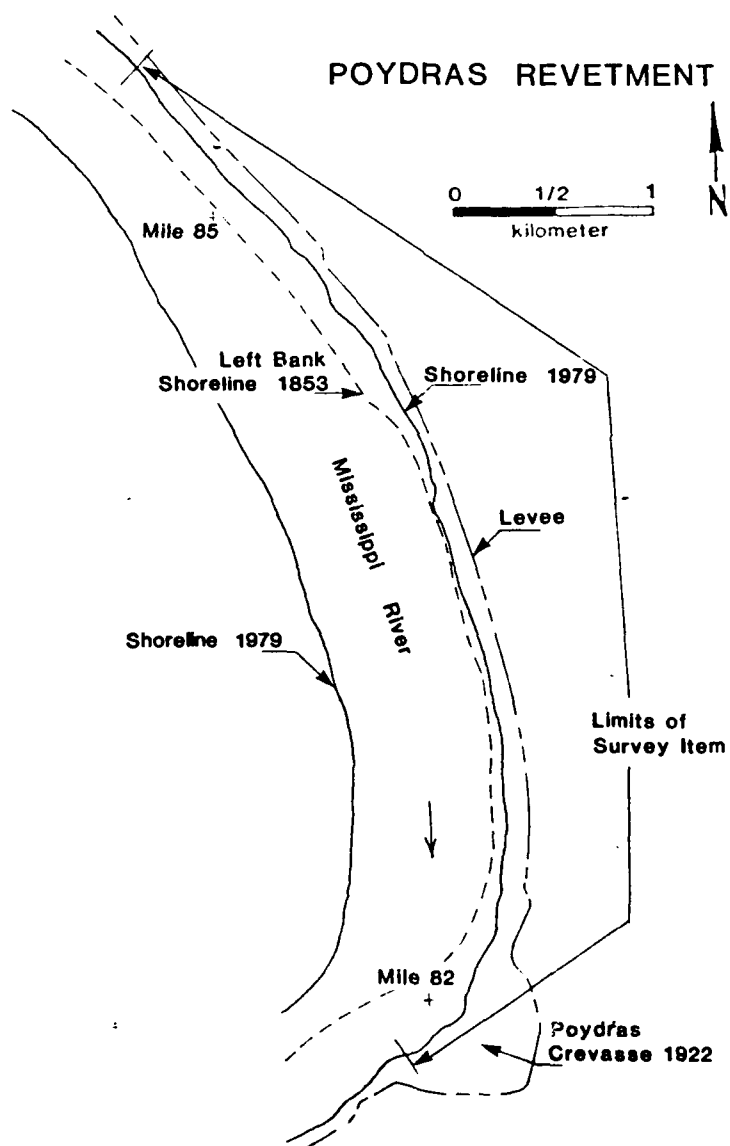 POYDRAS REVETMENT
N
0 1/2 1
kilometer
Mile 85
Left Bank
Shoreline 1853
Shoreline 1979
Mississippi River
Levee
Shoreline 1979
Limits of
Survey Item
Mile 82
Poydras
Crevasse 1922